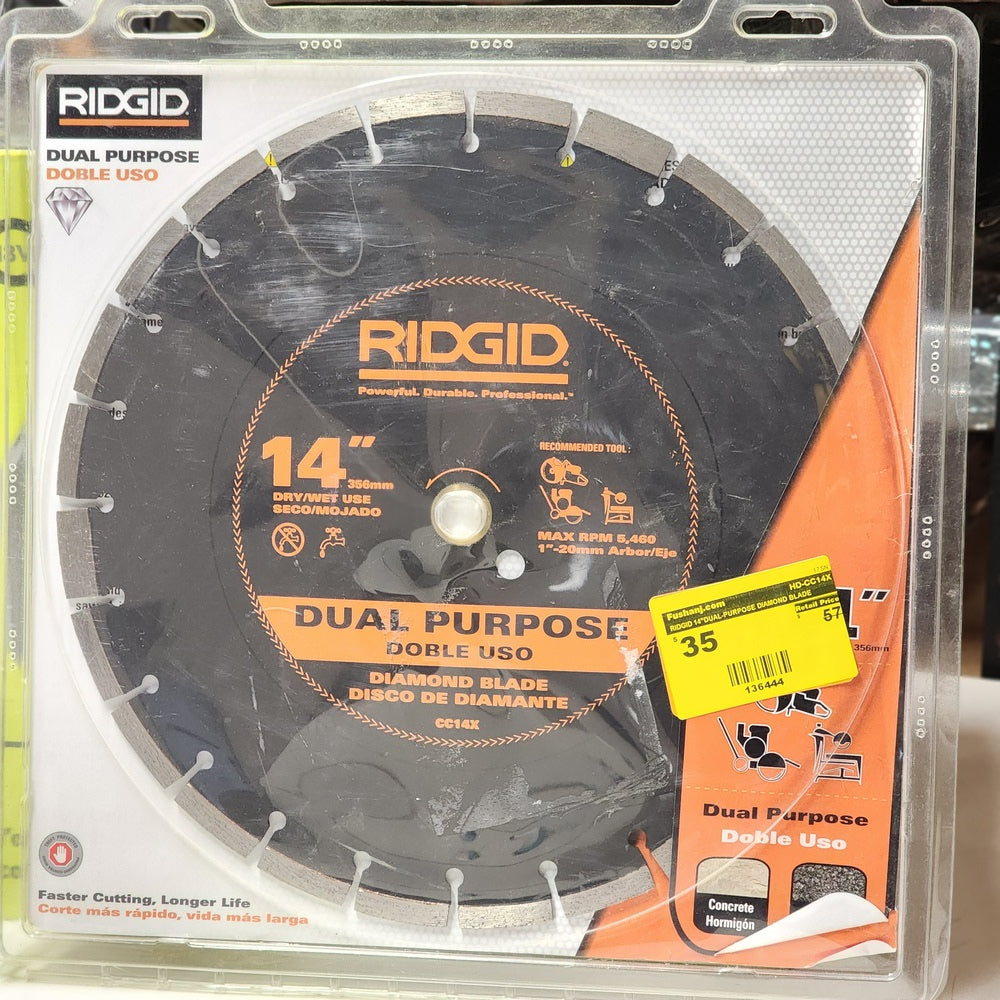 RIDGID
DUAL PURPOSE
DOBLE USO
RIDGID®
Powerful. Durable. Professional.™
14"
356mm
DRY/WET USE
SECO/MOJADO
RECOMMENDED TOOL:
MAX RPM 5,460
1"-20mm Arbor/Eje
DUAL PURPOSE
DOBLE USO
DIAMOND BLADE
DISCO DE DIAMANTE
CC14X
HD-CC14X
Fushanj.com
RIDGID 14"DUAL-PURPOSE DIAMOND BLADE
Retail Price
$ 35
$ 57
136444
356mm
Dual Purpose
Doble Uso
Concrete
Hormigón
Faster Cutting, Longer Life
Corte más rápido, vida más larga